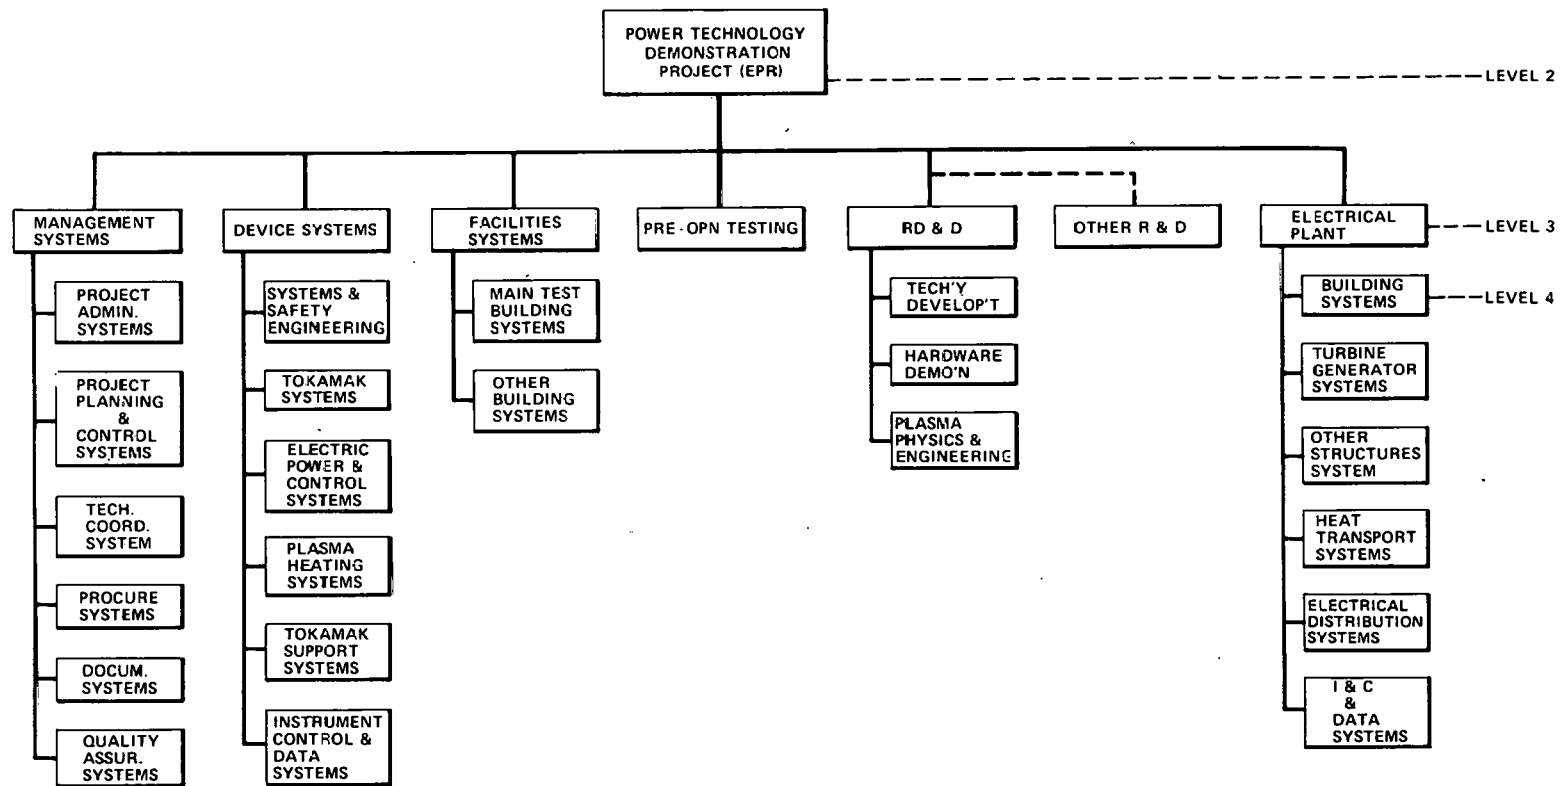 POWER TECHNOLOGY
DEMONSTRATION
PROJECT (EPR)
LEVEL 2
MANAGEMENT
SYSTEMS
DEVICE SYSTEMS
FACILITIES
SYSTEMS
PRE-OPN TESTING
RD & D
OTHER R & D
ELECTRICAL
PLANT
LEVEL 3
PROJECT
ADMIN.
SYSTEMS
PROJECT
PLANNING
&
CONTROL
SYSTEMS
TECH.
COORD.
SYSTEM
PROCURE
SYSTEMS
DOCUM.
SYSTEMS
QUALITY
ASSUR.
SYSTEMS
SYSTEMS &
SAFETY
ENGINEERING
TOKAMAK
SYSTEMS
ELECTRIC
POWER &
CONTROL
SYSTEMS
PLASMA
HEATING
SYSTEMS
TOKAMAK
SUPPORT
SYSTEMS
INSTRUMENT
CONTROL &
DATA
SYSTEMS
MAIN TEST
BUILDING
SYSTEMS
OTHER
BUILDING
SYSTEMS
TECH'Y
DEVELOP'T
HARDWARE
DEMO'N
PLASMA
PHYSICS &
ENGINEERING
BUILDING
SYSTEMS
LEVEL 4
TURBINE
GENERATOR
SYSTEMS
OTHER
STRUCTURES
SYSTEM
HEAT
TRANSPORT
SYSTEMS
ELECTRICAL
DISTRIBUTION
SYSTEMS
I & C
&
DATA
SYSTEMS